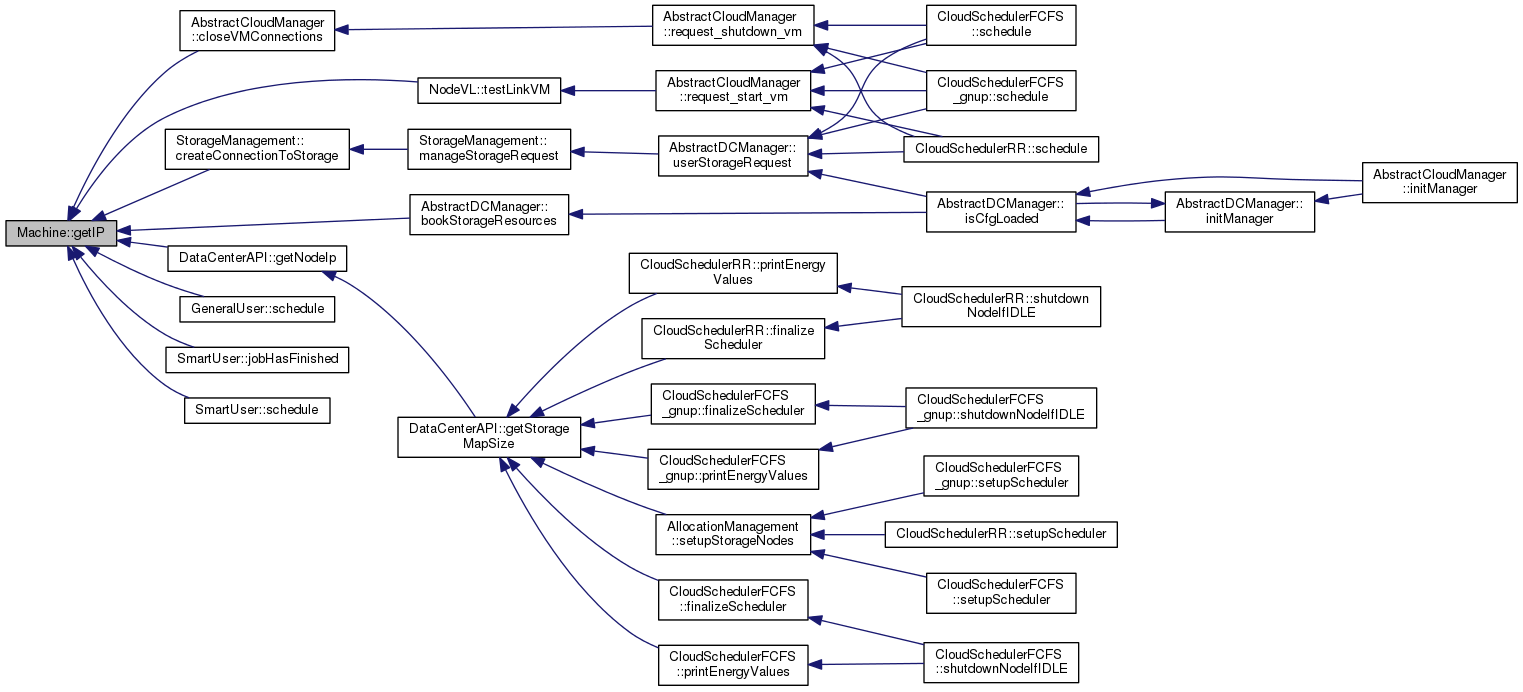 Machine::getIP
AbstractCloudManager
::closeVMConnections
NodeVL::testLinkVM
StorageManagement::
createConnectionToStorage
AbstractDCManager::
bookStorageResources
DataCenterAPI::getNodeIp
GeneralUser::schedule
SmartUser::jobHasFinished
SmartUser::schedule
AbstractCloudManager
::request_shutdown_vm
AbstractCloudManager
::request_start_vm
StorageManagement::
manageStorageRequest
AbstractDCManager::
userStorageRequest
CloudSchedulerFCFS
::schedule
CloudSchedulerFCFS
_gnup::schedule
CloudSchedulerRR::schedule
AbstractDCManager::
isCfgLoaded
AbstractDCManager::
initManager
AbstractCloudManager
::initManager
DataCenterAPI::getStorage
MapSize
CloudSchedulerRR::printEnergy
Values
CloudSchedulerRR::finalize
Scheduler
CloudSchedulerRR::shutdown
NodeIfIDLE
CloudSchedulerFCFS
_gnup::finalizeScheduler
CloudSchedulerFCFS
_gnup::printEnergyValues
CloudSchedulerFCFS
_gnup::shutdownNodeIfIDLE
AllocationManagement
::setupStorageNodes
CloudSchedulerFCFS
_gnup::setupScheduler
CloudSchedulerRR::setupScheduler
CloudSchedulerFCFS
::setupScheduler
CloudSchedulerFCFS
::finalizeScheduler
CloudSchedulerFCFS
::printEnergyValues
CloudSchedulerFCFS
::shutdownNodeIfIDLE